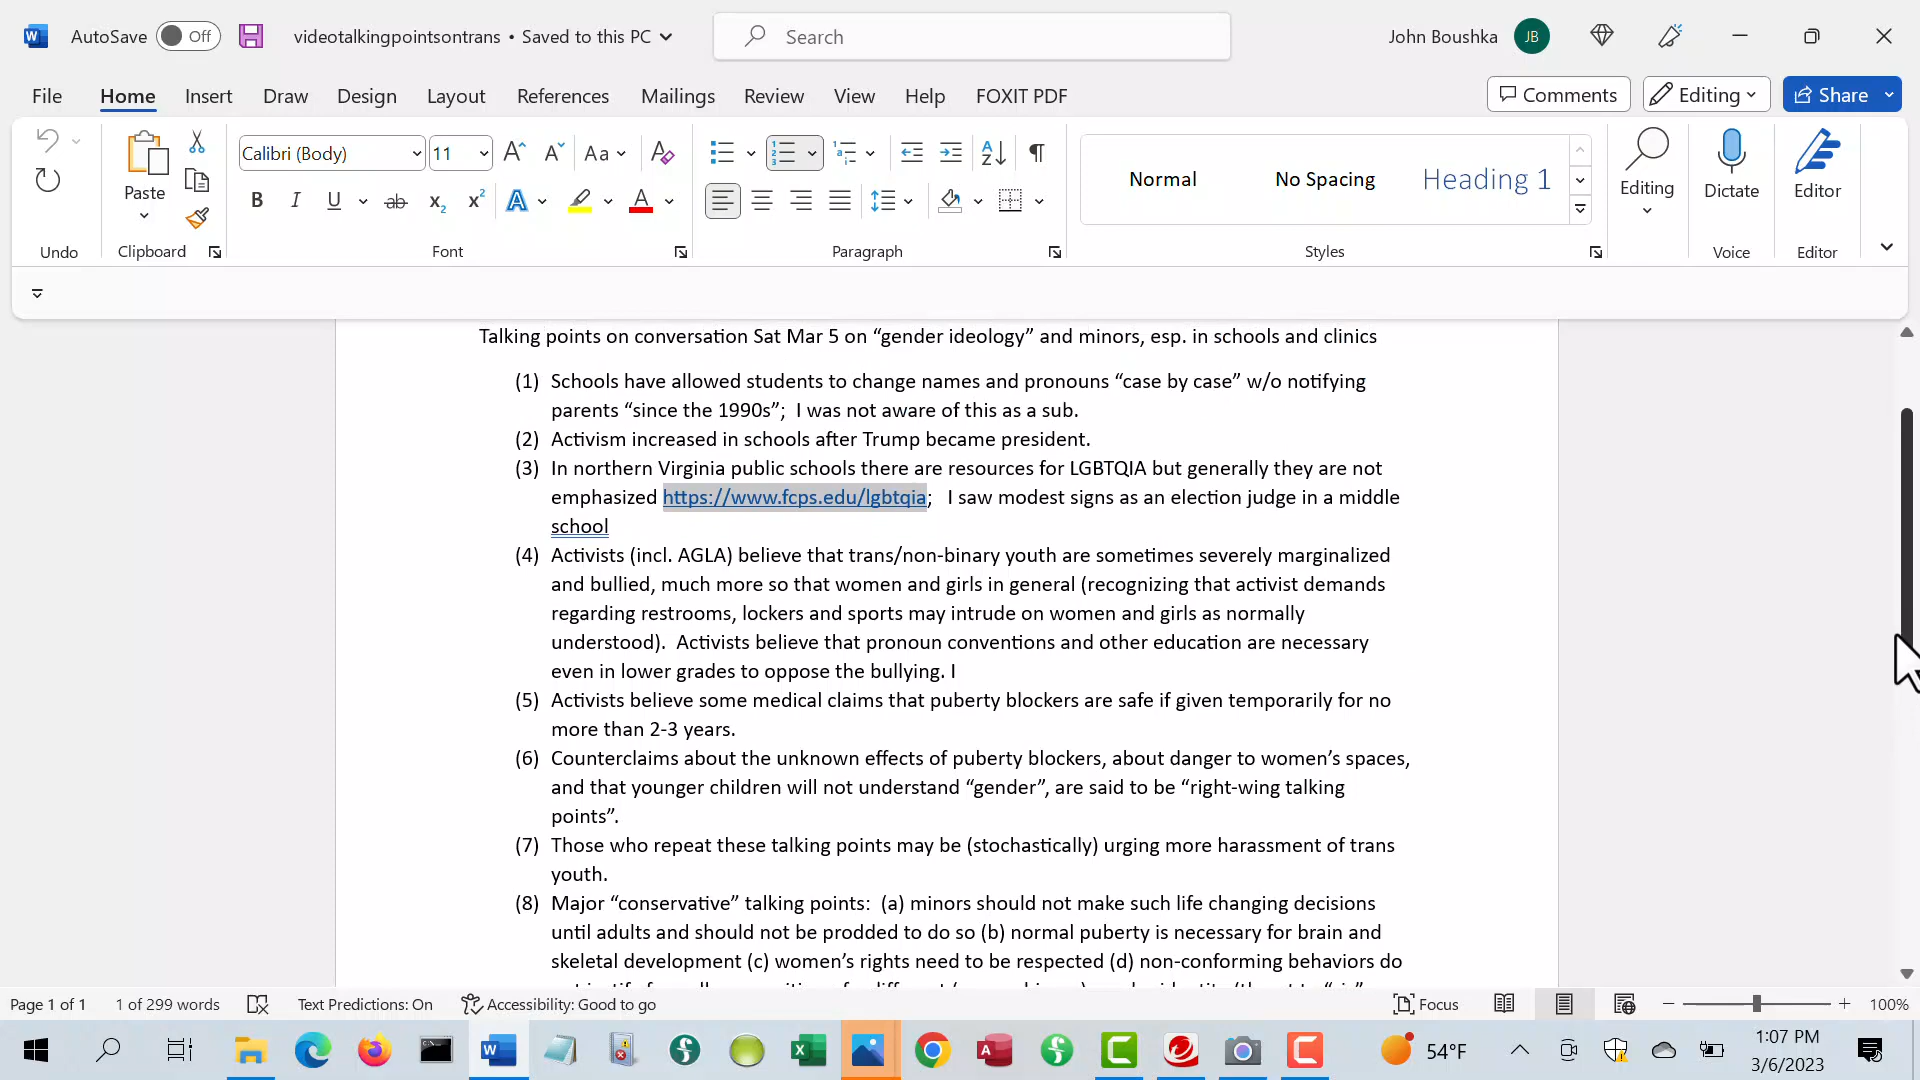 AutoSave Off videotalkingpointsontrans • Saved to this PC Search John Boushka JB
File Home Insert Draw Design Layout References Mailings Review View Help FOXIT PDF Comments Editing Share
Calibri (Body) 11 Aa
Paste
Normal No Spacing Heading 1
Editing Dictate Editor
Undo Clipboard Font Paragraph Styles Voice Editor
Talking points on conversation Sat Mar 5 on “gender ideology” and minors, esp. in schools and clinics
(1) Schools have allowed students to change names and pronouns “case by case” w/o notifying
parents “since the 1990s”;  I was not aware of this as a sub.
(2) Activism increased in schools after Trump became president.
(3) In northern Virginia public schools there are resources for LGBTQIA but generally they are not
emphasized https://www.fcps.edu/lgbtqia;   I saw modest signs as an election judge in a middle
school
(4) Activists (incl. AGLA) believe that trans/non-binary youth are sometimes severely marginalized
and bullied, much more so that women and girls in general (recognizing that activist demands
regarding restrooms, lockers and sports may intrude on women and girls as normally
understood).  Activists believe that pronoun conventions and other education are necessary
even in lower grades to oppose the bullying. I
(5) Activists believe some medical claims that puberty blockers are safe if given temporarily for no
more than 2-3 years.
(6) Counterclaims about the unknown effects of puberty blockers, about danger to women’s spaces,
and that younger children will not understand “gender”, are said to be “right-wing talking
points”.
(7) Those who repeat these talking points may be (stochastically) urging more harassment of trans
youth.
(8) Major “conservative” talking points:  (a) minors should not make such life changing decisions
until adults and should not be prodded to do so (b) normal puberty is necessary for brain and
skeletal development (c) women’s rights need to be respected (d) non-conforming behaviors do
Page 1 of 1 1 of 299 words Text Predictions: On Accessibility: Good to go Focus 100%
54°F 1:07 PM
3/6/2023